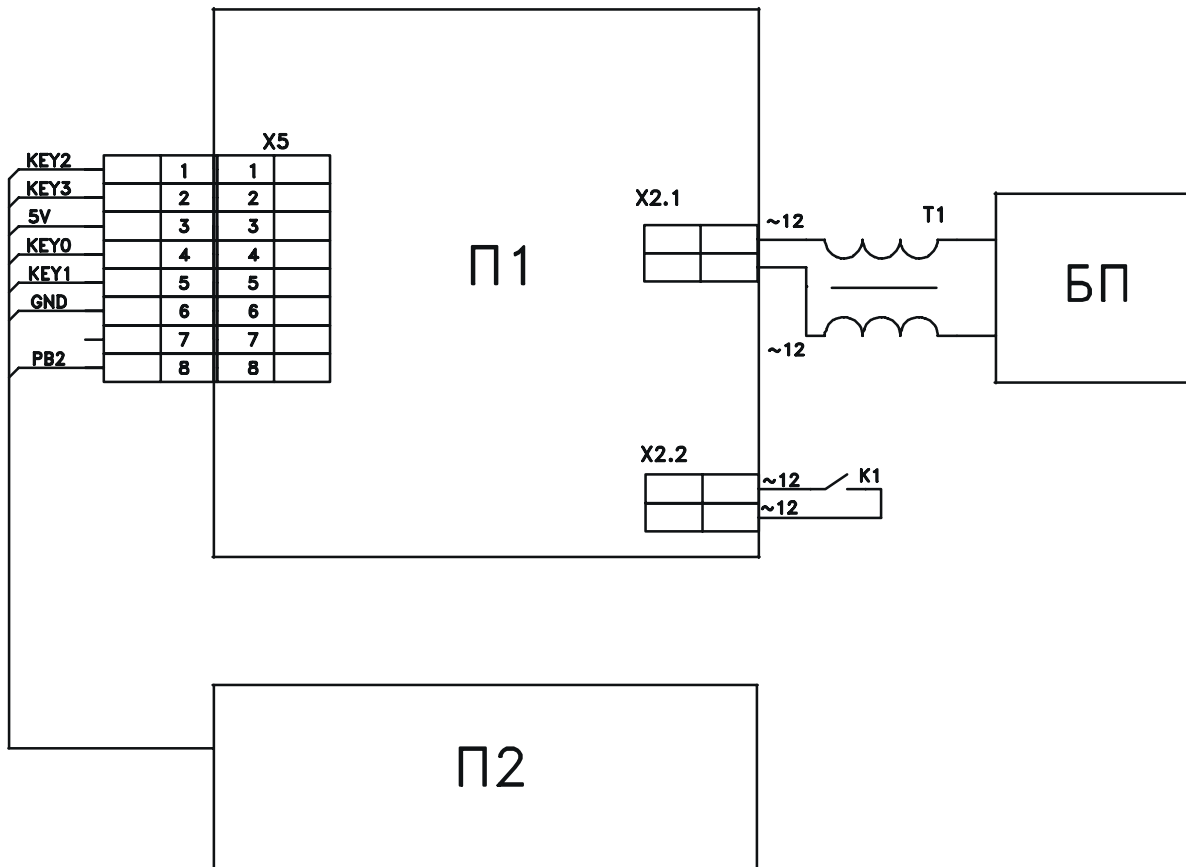 X5
KEY2 1 1
KEY3 2 2
5V 3 3
KEY0 4 4
KEY1 5 5
GND 6 6
7 7
PB2 8 8
П1
X2.1
~12
~12
T1
БП
X2.2
~12
~12
K1
П2